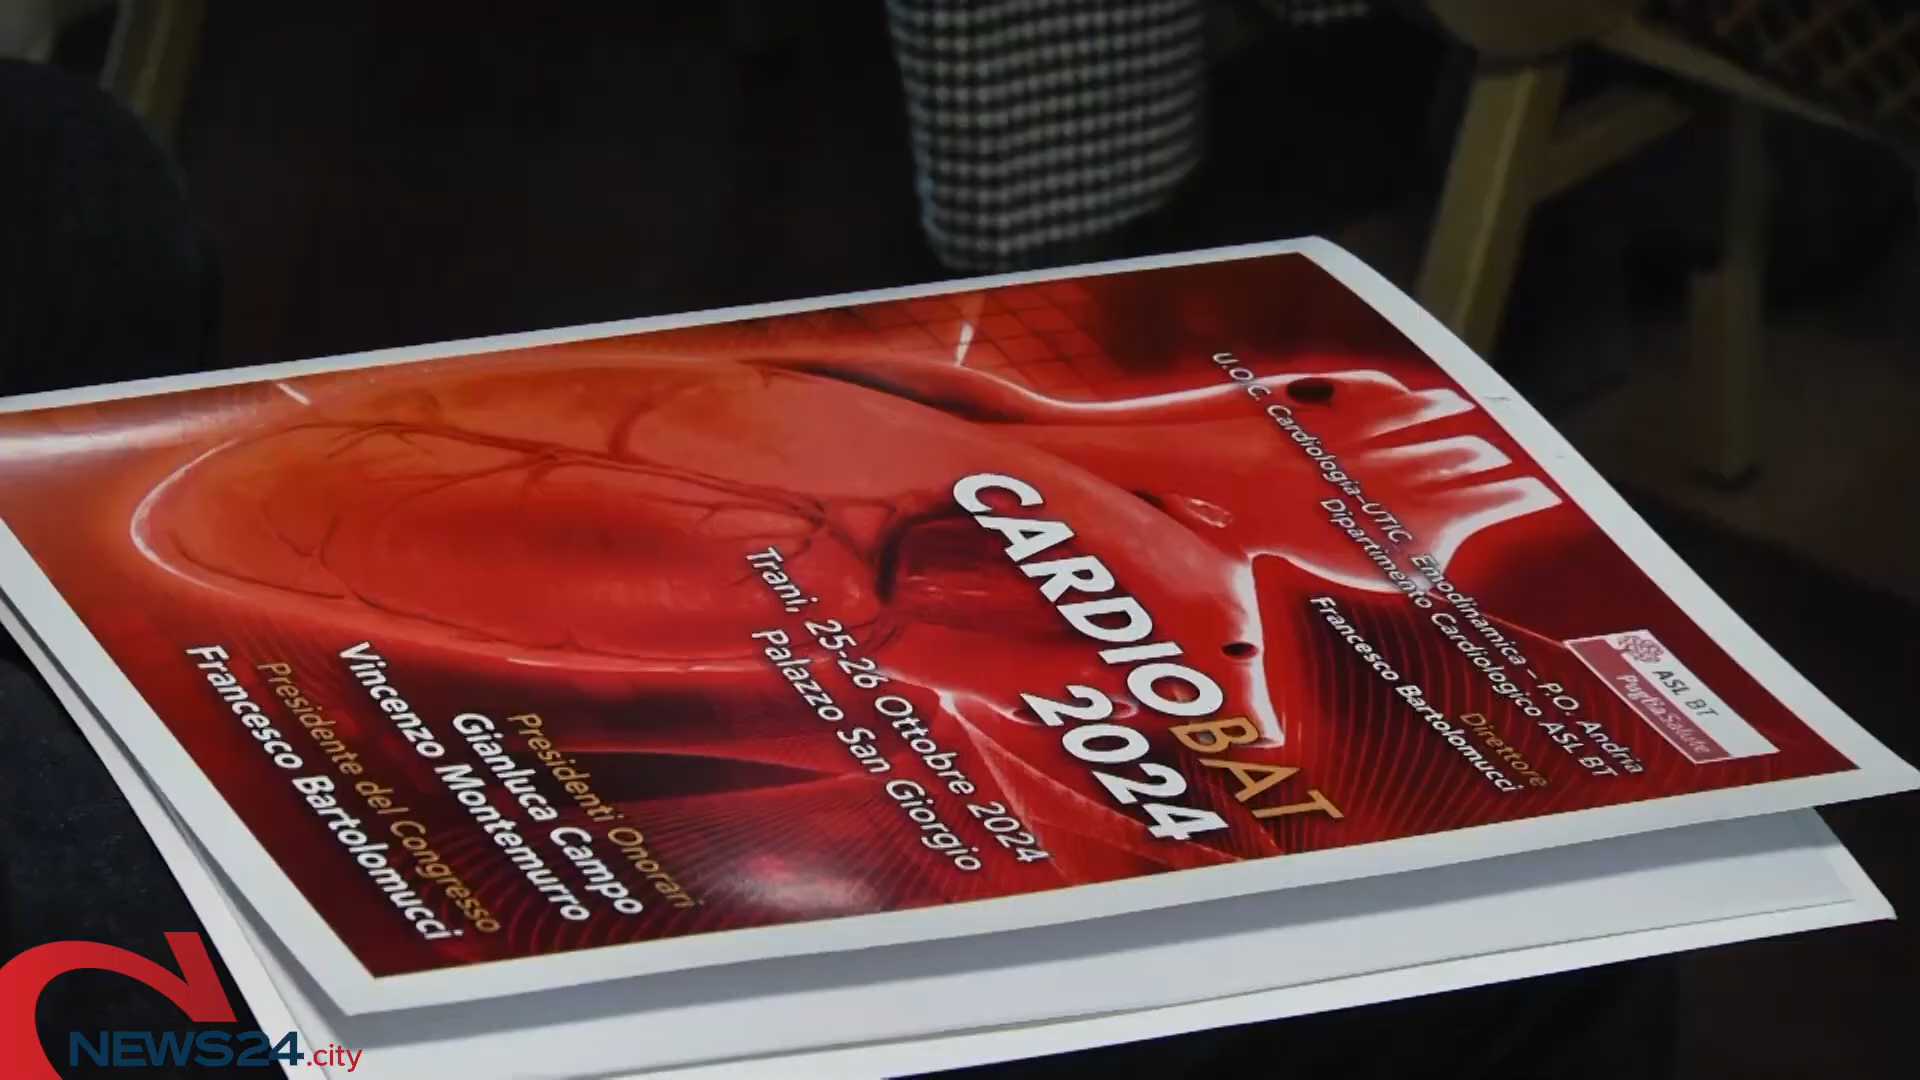 ASL BT
PugliaSalute
U.O.C. Cardiologia-UTIC Emodinamica – P.O. Andria
Dipartimento Cardiologico ASL BT
Direttore
Francesco Bartolomucci
CARDIOBAT
2024
Trani, 25-26 Ottobre 2024
Palazzo San Giorgio
Presidenti Onorari
Gianluca Campo
Vincenzo Montemurro
Presidente del Congresso
Francesco Bartolomucci
NEWS24.city